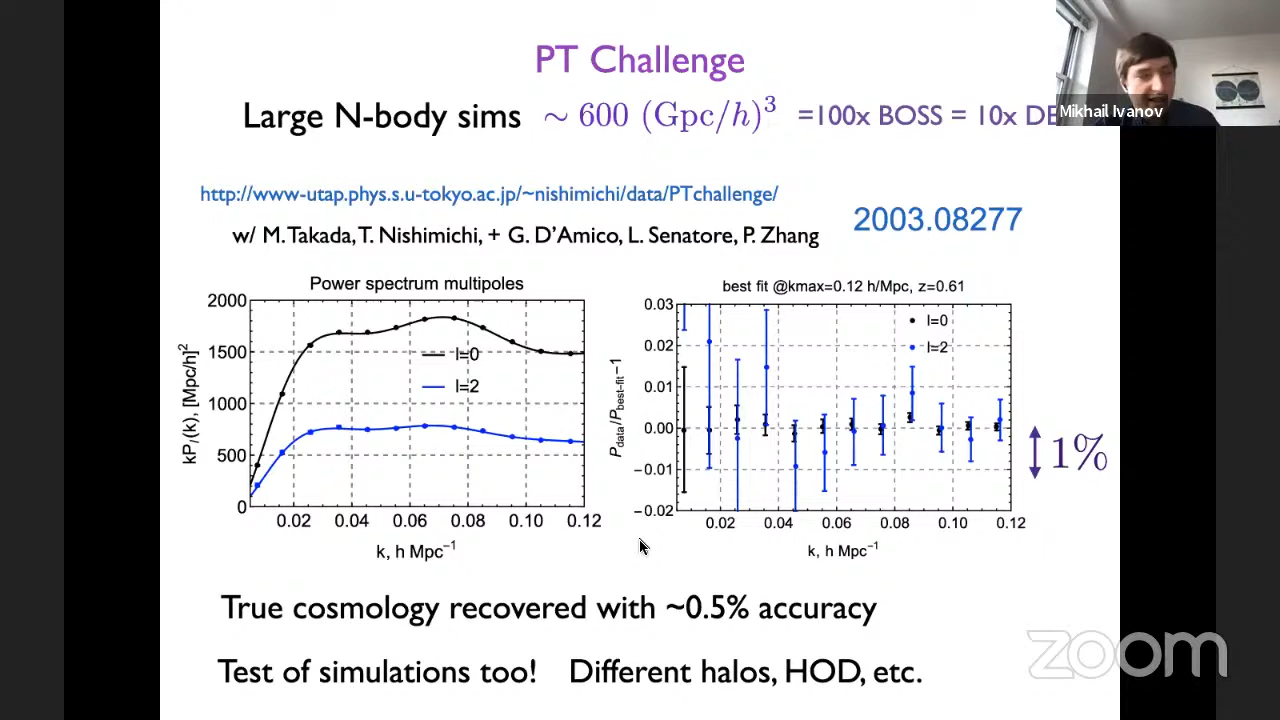 PT Challenge
Large N-body sims ∼ 600 (Gpc/h)³ =100x BOSS = 10x DE
Mikhail Ivanov
http://www-utap.phys.s.u-tokyo.ac.jp/~nishimichi/data/PTchallenge/
2003.08277
w/ M. Takada, T. Nishimichi, + G. D'Amico, L. Senatore, P. Zhang
Power spectrum multipoles
2000
1500
1000
500
0
kPₗ(k), [Mpc/h]²
l=0
l=2
0.02 0.04 0.06 0.08 0.10 0.12
k, h Mpc⁻¹
best fit @kmax=0.12 h/Mpc, z=0.61
0.03
0.02
0.01
0.00
−0.01
−0.02
P_data/P_best-fit−1
l=0
l=2
0.02 0.04 0.06 0.08 0.10 0.12
k, h Mpc⁻¹
1%
True cosmology recovered with ~0.5% accuracy
Test of simulations too! Different halos, HOD, etc.
zoom